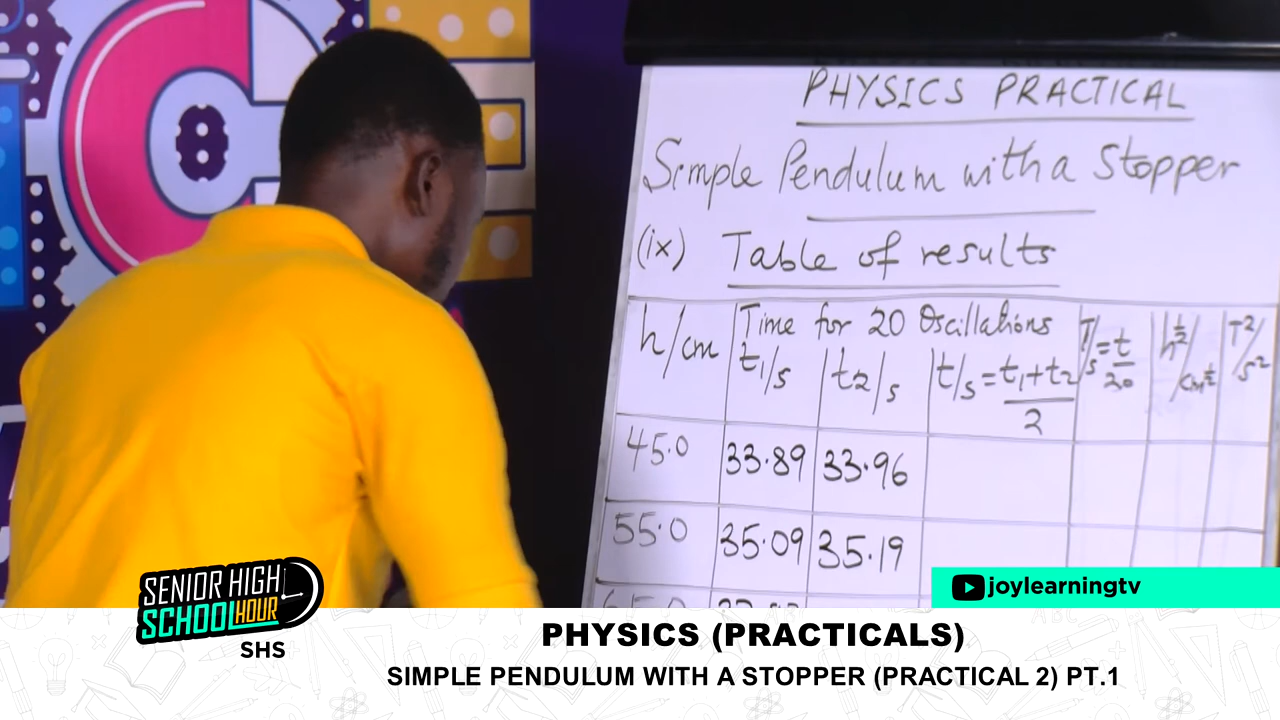 PHYSICS PRACTICAL
Simple Pendulum with a Stopper
(ix) Table of results
h/cm Time for 20 Oscillations
t₁/s t₂/s t/s = t₁+t₂/2 T/s = t/20 h^½/cm^½ T²/s²
45.0 33.89 33.96
55.0 35.09 35.19
joylearningtv
SENIOR HIGH
SCHOOL HOUR
SHS
PHYSICS (PRACTICALS)
SIMPLE PENDULUM WITH A STOPPER (PRACTICAL 2) PT.1